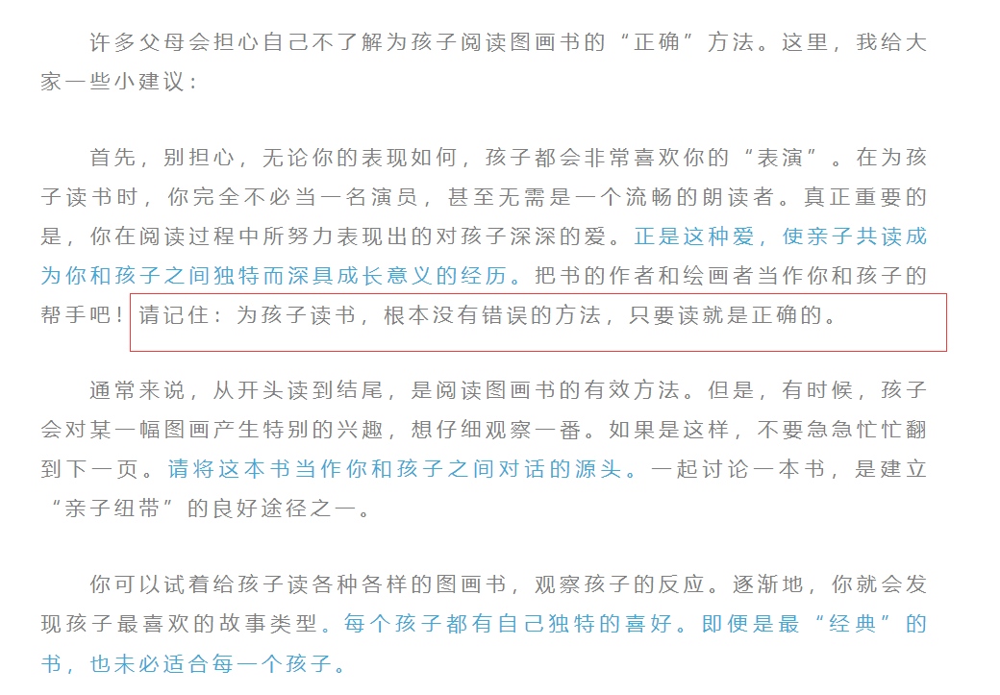 许多父母会担心自己不了解为孩子阅读图画书的“正确”方法。这里，我给大
家一些小建议：
首先，别担心，无论你的表现如何，孩子都会非常喜欢你的“表演”。在为孩
子读书时，你完全不必当一名演员，甚至无需是一个流畅的朗读者。真正重要的
是，你在阅读过程中所努力表现出的对孩子深深的爱。正是这种爱，使亲子共读成
为你和孩子之间独特而深具成长意义的经历。把书的作者和绘画者当作你和孩子的
帮手吧！请记住：为孩子读书，根本没有错误的方法，只要读就是正确的。
通常来说，从开头读到结尾，是阅读图画书的有效方法。但是，有时候，孩子
会对某一幅图画产生特别的兴趣，想仔细观察一番。如果是这样，不要急急忙忙翻
到下一页。请将这本书当作你和孩子之间对话的源头。一起讨论一本书，是建立
“亲子纽带”的良好途径之一。
你可以试着给孩子读各种各样的图画书，观察孩子的反应。逐渐地，你就会发
现孩子最喜欢的故事类型。每个孩子都有自己独特的喜好。即便是最“经典”的
书，也未必适合每一个孩子。